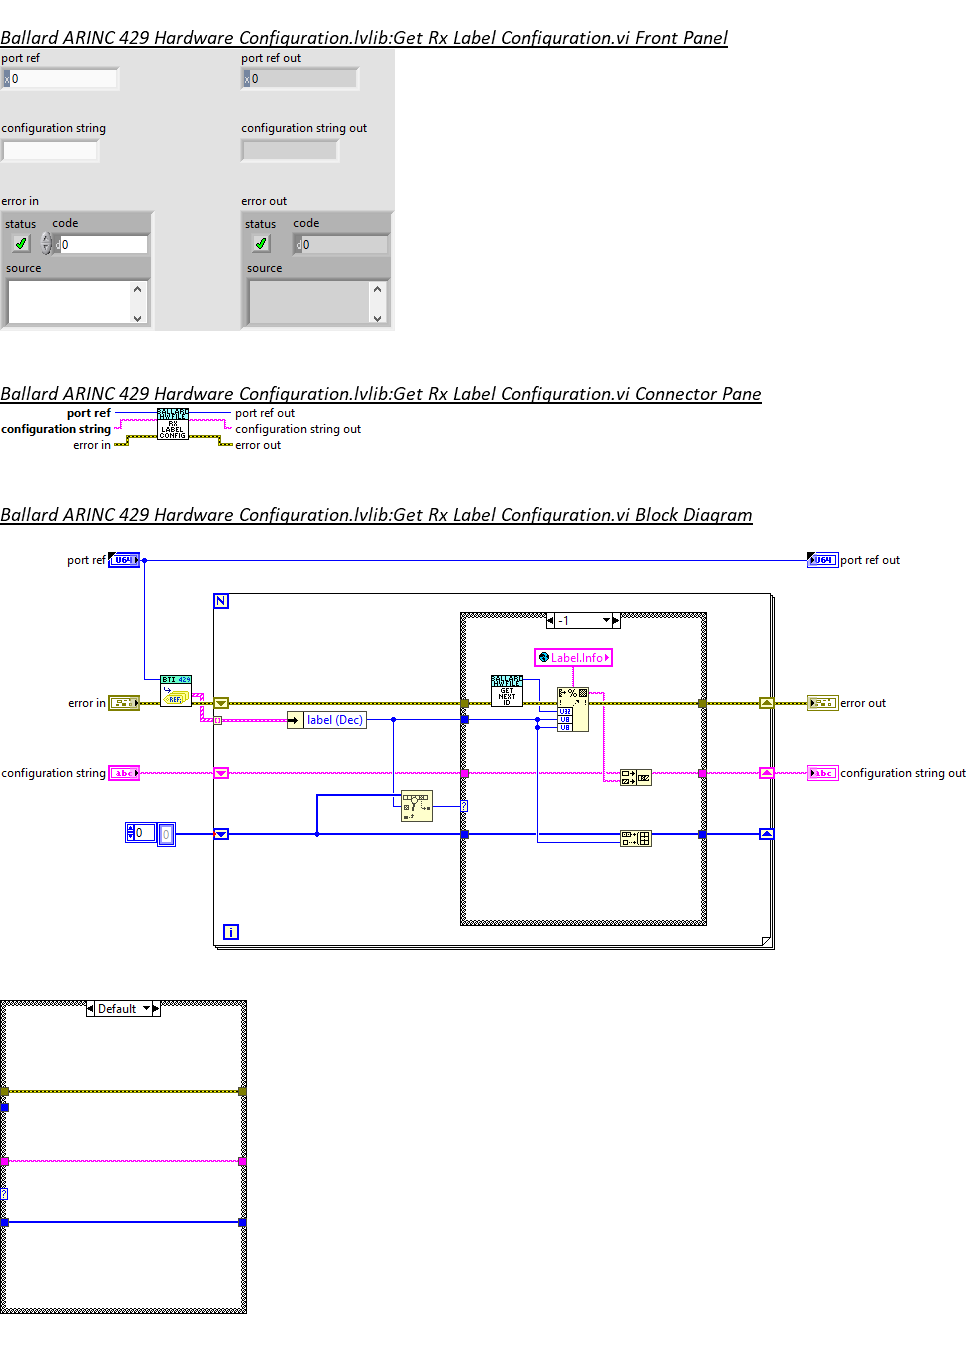 Ballard ARINC 429 Hardware Configuration.lvlib:Get Rx Label Configuration.vi Front Panel
port ref
port ref out
x 0
x 0
configuration string
configuration string out
error in
error out
status code
status code
d 0
d 0
source
source
Ballard ARINC 429 Hardware Configuration.lvlib:Get Rx Label Configuration.vi Connector Pane
port ref
configuration string
error in
BALLARD
HW FILE
RX
LABEL
CONFIG
port ref out
configuration string out
error out
Ballard ARINC 429 Hardware Configuration.lvlib:Get Rx Label Configuration.vi Block Diagram
port ref
U64
U64
port ref out
N
-1
Label.Info
BTI 429
REF
BALLARD
HW FILE
GET
NEXT
ID
%
U32
U8
U8
error in
error out
label (Dec)
configuration string
abc
abc
configuration string out
?
0
0
i
Default
?